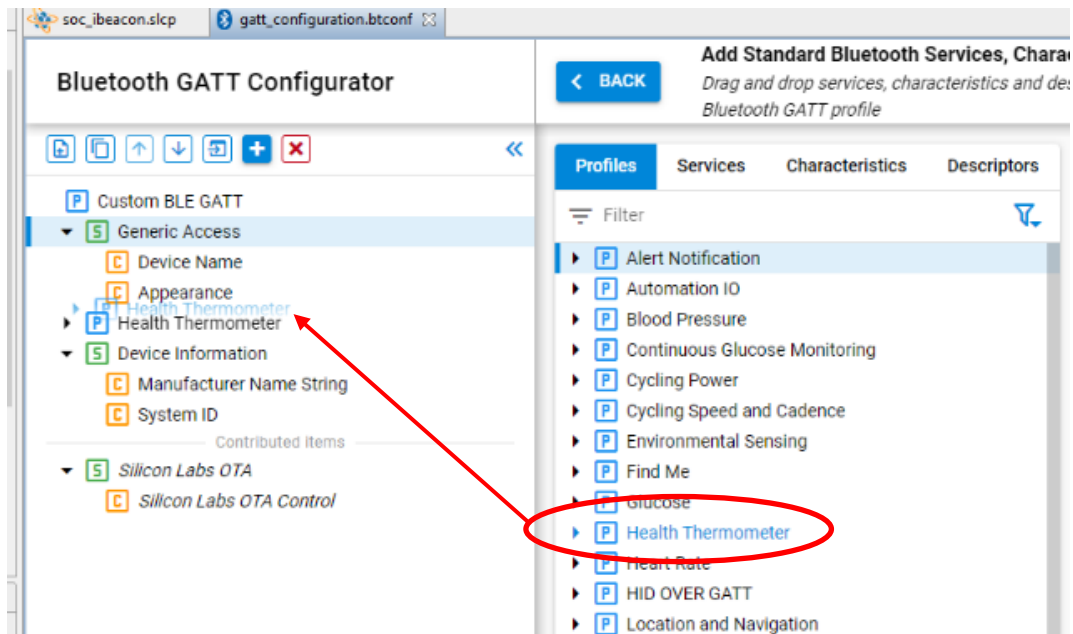 soc_ibeacon.slcp
gatt_configuration.btconf
Bluetooth GATT Configurator
Custom BLE GATT
Generic Access
Device Name
Appearance
Health Thermometer
Health Thermometer
Device Information
Manufacturer Name String
System ID
Contributed items
Silicon Labs OTA
Silicon Labs OTA Control
BACK
Add Standard Bluetooth Services, Charac
Drag and drop services, characteristics and des
Bluetooth GATT profile
Profiles Services Characteristics Descriptors
Filter
P Alert Notification
P Automation IO
P Blood Pressure
P Continuous Glucose Monitoring
P Cycling Power
P Cycling Speed and Cadence
P Environmental Sensing
P Find Me
P Glucose
P Health Thermometer
P Heart Rate
P HID OVER GATT
P Location and Navigation